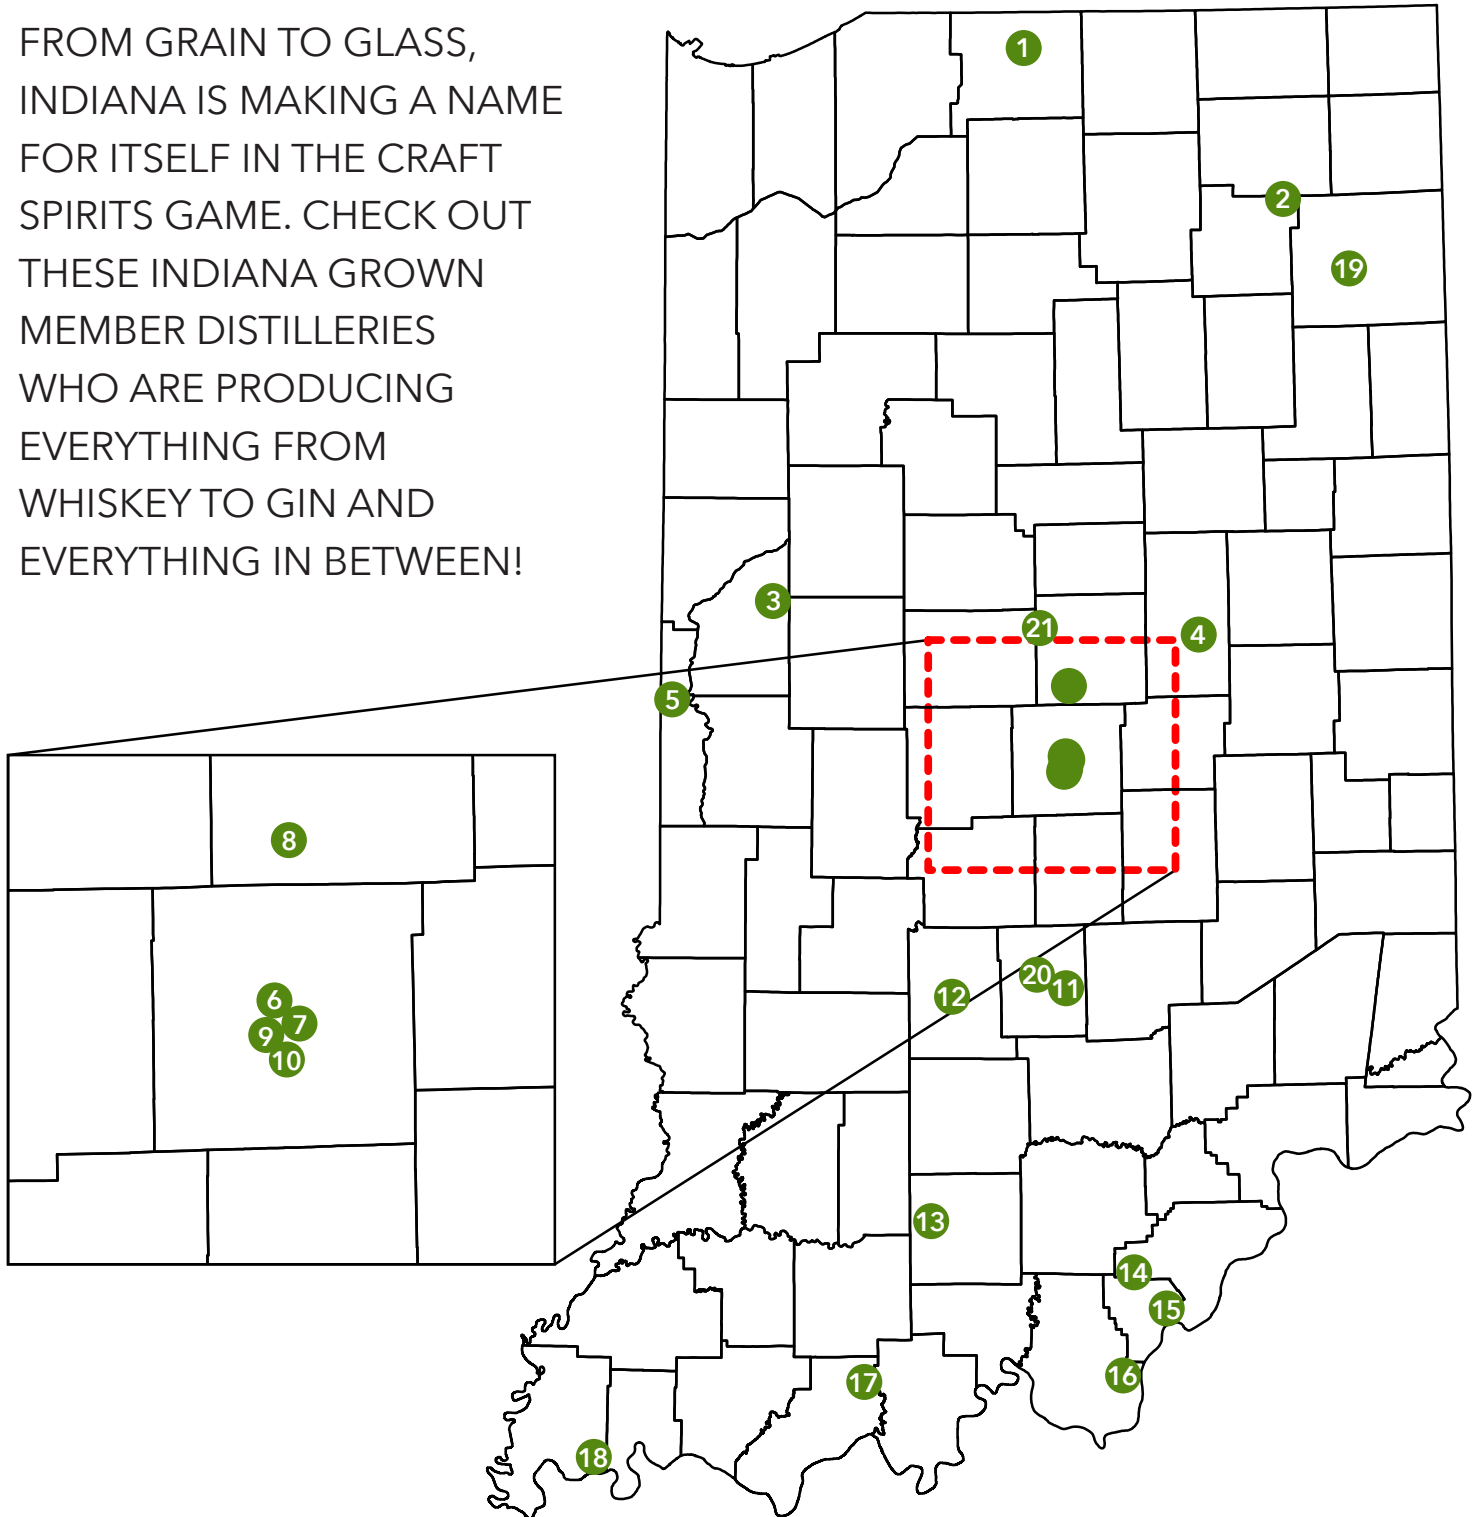 FROM GRAIN TO GLASS,
INDIANA IS MAKING A NAME
FOR ITSELF IN THE CRAFT
SPIRITS GAME. CHECK OUT
THESE INDIANA GROWN
MEMBER DISTILLERIES
WHO ARE PRODUCING
EVERYTHING FROM
WHISKEY TO GIN AND
EVERYTHING IN BETWEEN!
1
2
19
3
21
4
5
8
6
7
9
10
20
11
12
13
14
15
16
17
18